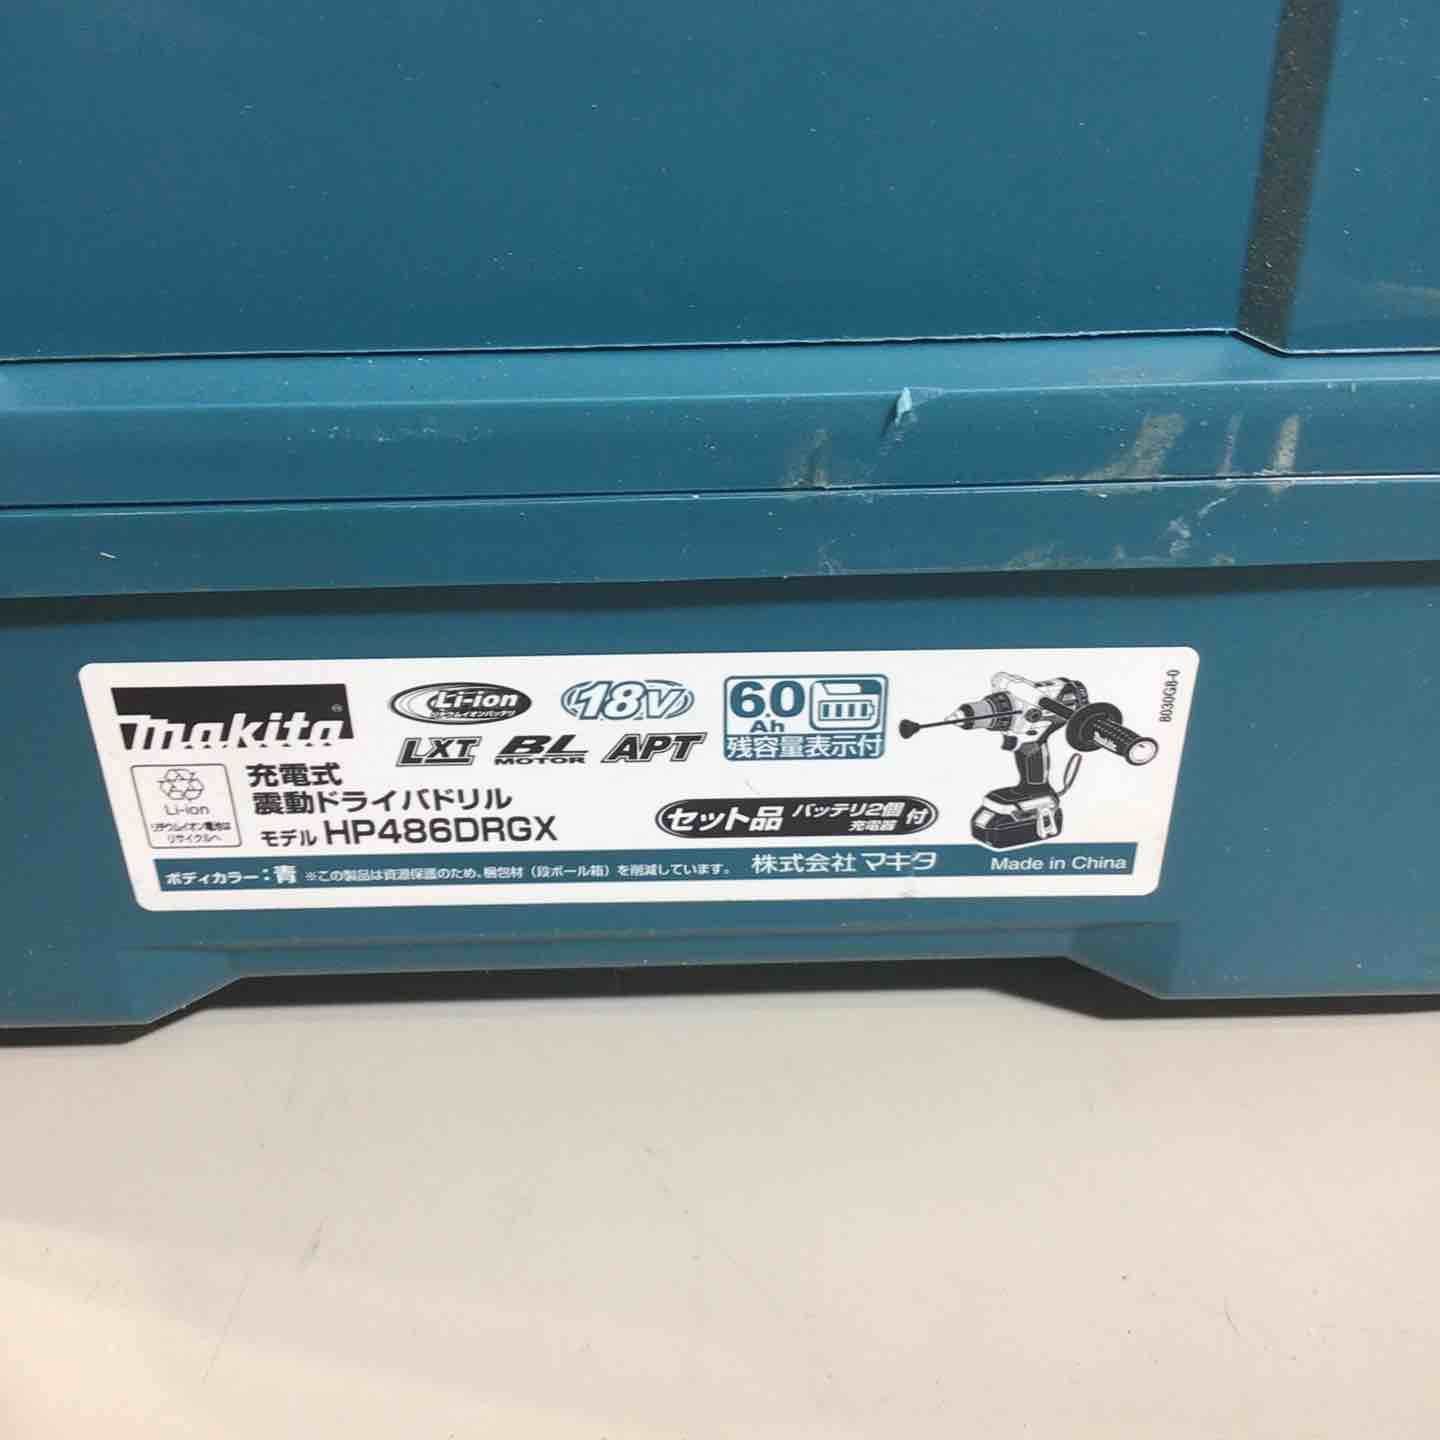 makita
Li-ion
リチウムイオンバッテリ
18V
6.0
Ah
残容量表示付
LXT BL MOTOR APT
Li-ion
リチウムイオン電池は
リサイクルへ
充電式
震動ドライバドリル
モデル HP486DRGX
セット品 バッテリ2個 充電器 付
ボディカラー:青 ※この製品は資源保護のため、梱包材(段ボール箱)を削減しています。 株式会社マキタ Made in China
8030GB-0